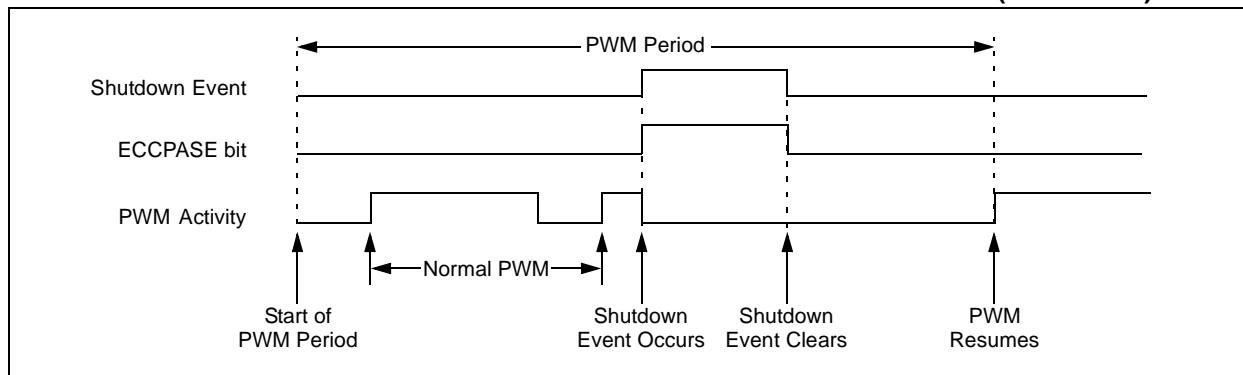 PWM Period
Shutdown Event
ECCPASE bit
PWM Activity
Normal PWM
Start of
PWM Period
Shutdown
Event Occurs
Shutdown
Event Clears
PWM
Resumes